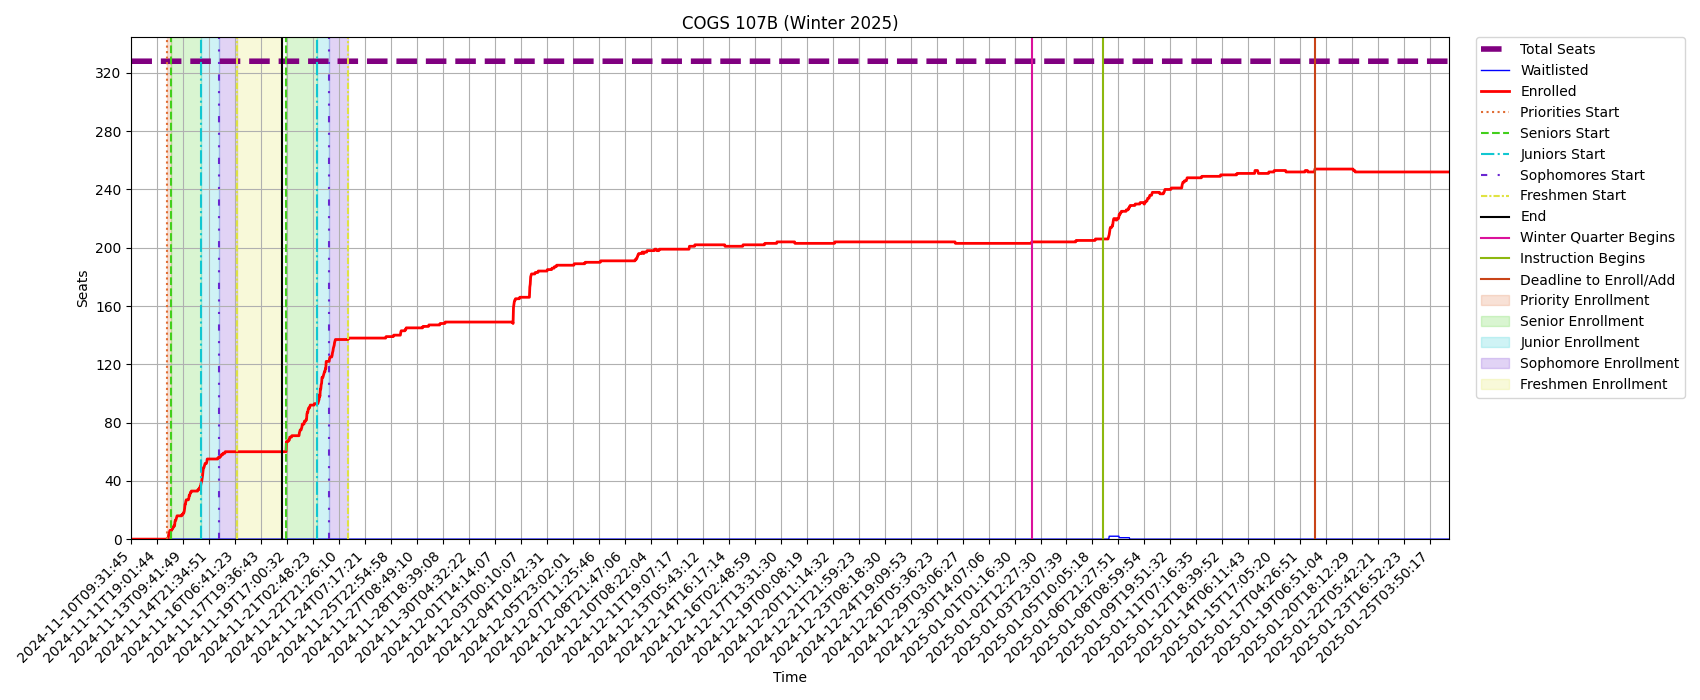 COGS 107B (Winter 2025)
Seats
320
280
240
200
160
120
80
40
0
2024-11-10T09:31:45
2024-11-11T19:01:44
2024-11-13T09:41:49
2024-11-14T21:34:51
2024-11-16T06:41:23
2024-11-17T19:36:43
2024-11-19T17:00:32
2024-11-21T02:48:23
2024-11-22T21:26:10
2024-11-24T07:17:21
2024-11-25T22:54:58
2024-11-27T08:49:10
2024-11-28T18:39:08
2024-11-30T04:32:22
2024-12-01T14:14:07
2024-12-03T00:10:07
2024-12-04T10:42:31
2024-12-05T23:02:01
2024-12-07T11:25:46
2024-12-08T21:47:06
2024-12-10T08:22:04
2024-12-11T19:07:17
2024-12-13T05:43:12
2024-12-14T16:17:14
2024-12-16T02:48:59
2024-12-17T13:31:30
2024-12-19T00:08:19
2024-12-20T11:14:32
2024-12-21T21:59:23
2024-12-23T08:18:30
2024-12-24T19:09:53
2024-12-26T05:36:23
2024-12-29T03:06:27
2024-12-30T14:07:06
2025-01-01T01:16:30
2025-01-02T12:27:30
2025-01-03T23:07:39
2025-01-05T10:05:18
2025-01-06T21:27:51
2025-01-08T08:59:54
2025-01-09T19:51:32
2025-01-11T07:16:35
2025-01-12T18:39:52
2025-01-14T06:11:43
2025-01-15T17:05:20
2025-01-17T04:26:51
2025-01-19T06:51:04
2025-01-20T18:12:29
2025-01-22T05:42:21
2025-01-23T16:52:23
2025-01-25T03:50:17
Time
Total Seats
Waitlisted
Enrolled
Priorities Start
Seniors Start
Juniors Start
Sophomores Start
Freshmen Start
End
Winter Quarter Begins
Instruction Begins
Deadline to Enroll/Add
Priority Enrollment
Senior Enrollment
Junior Enrollment
Sophomore Enrollment
Freshmen Enrollment